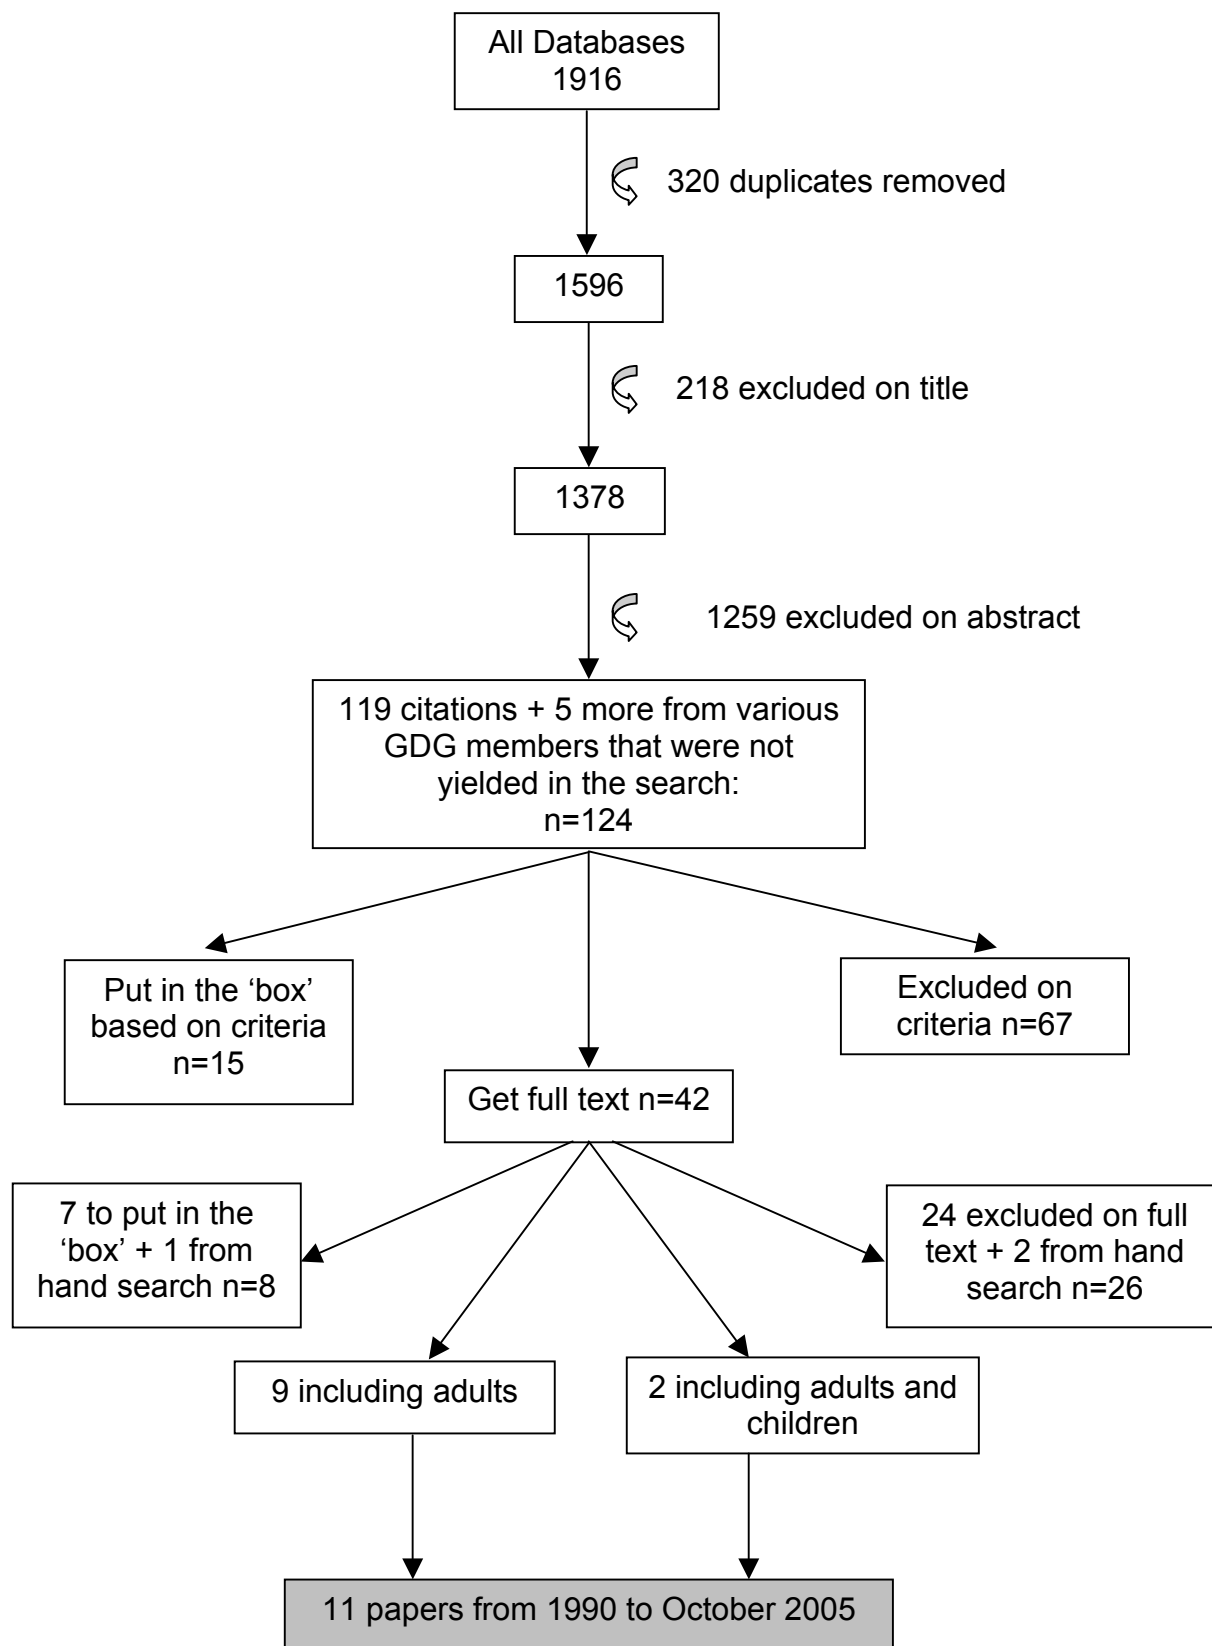 All Databases
1916
320 duplicates removed
1596
218 excluded on title
1378
1259 excluded on abstract
119 citations + 5 more from various
GDG members that were not
yielded in the search:
n=124
Put in the ‘box’
based on criteria
n=15
Excluded on
criteria n=67
Get full text n=42
7 to put in the
‘box’ + 1 from
hand search n=8
24 excluded on full
text + 2 from hand
search n=26
9 including adults
2 including adults and
children
11 papers from 1990 to October 2005